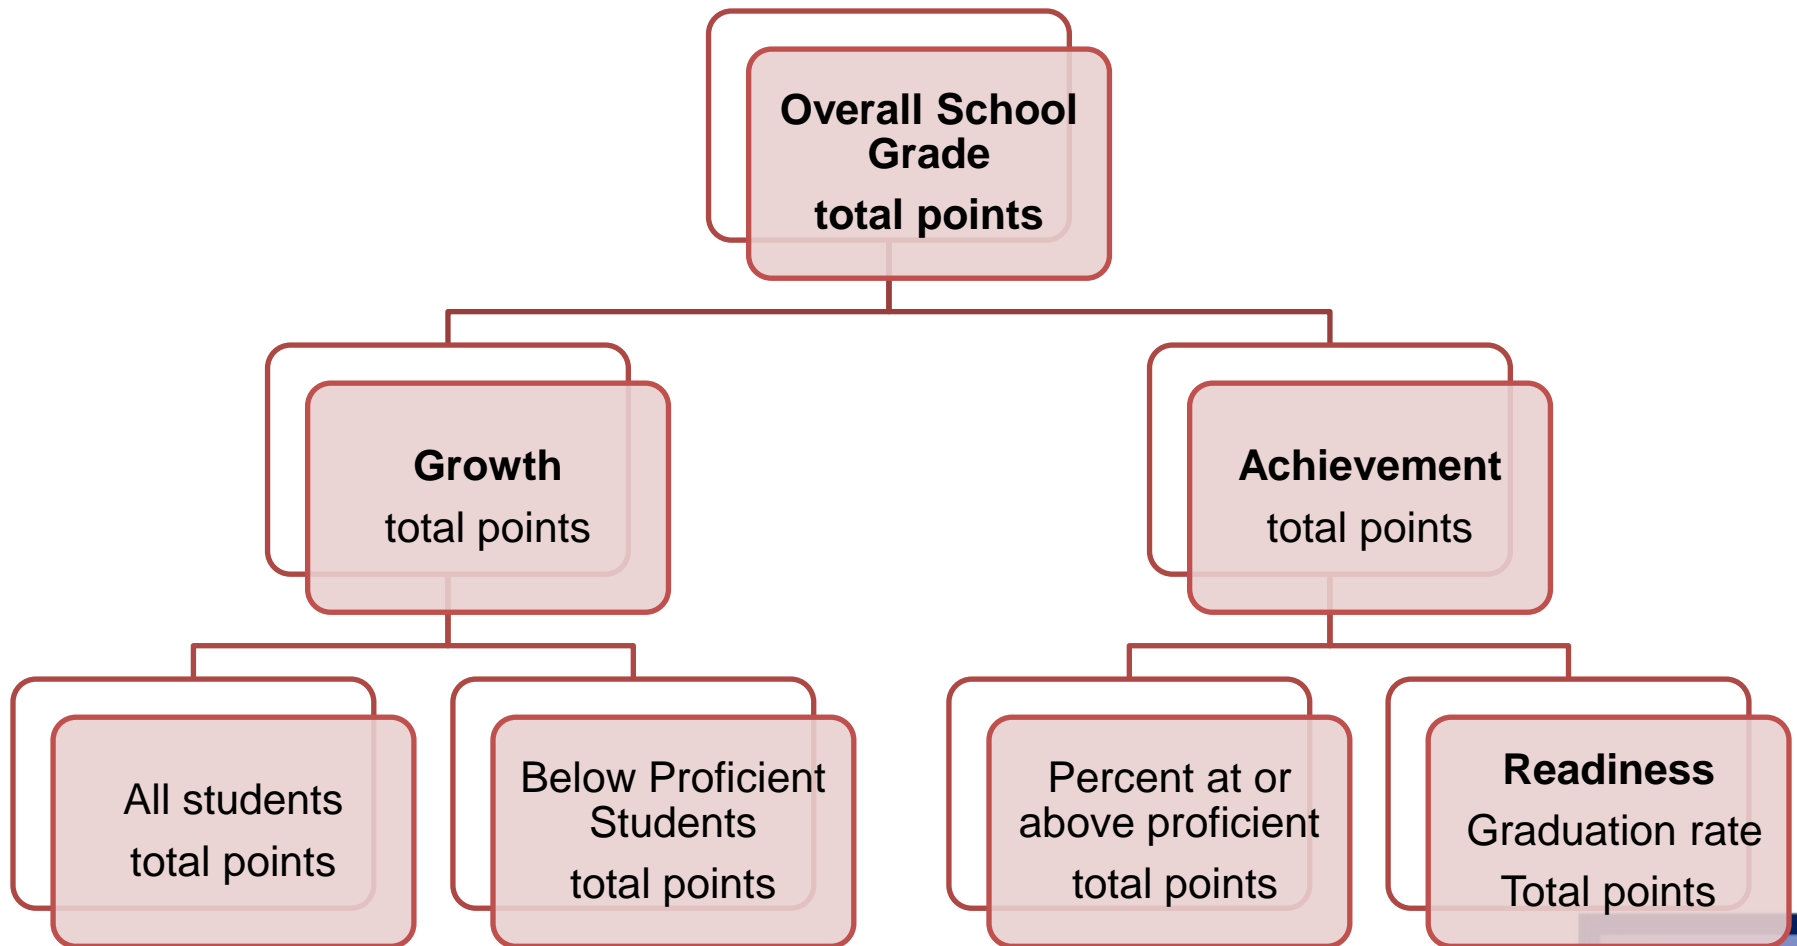 Overall School
Grade
total points
Growth
total points
Achievement
total points
All students
total points
Below Proficient
Students
total points
Percent at or
above proficient
total points
Readiness
Graduation rate
Total points